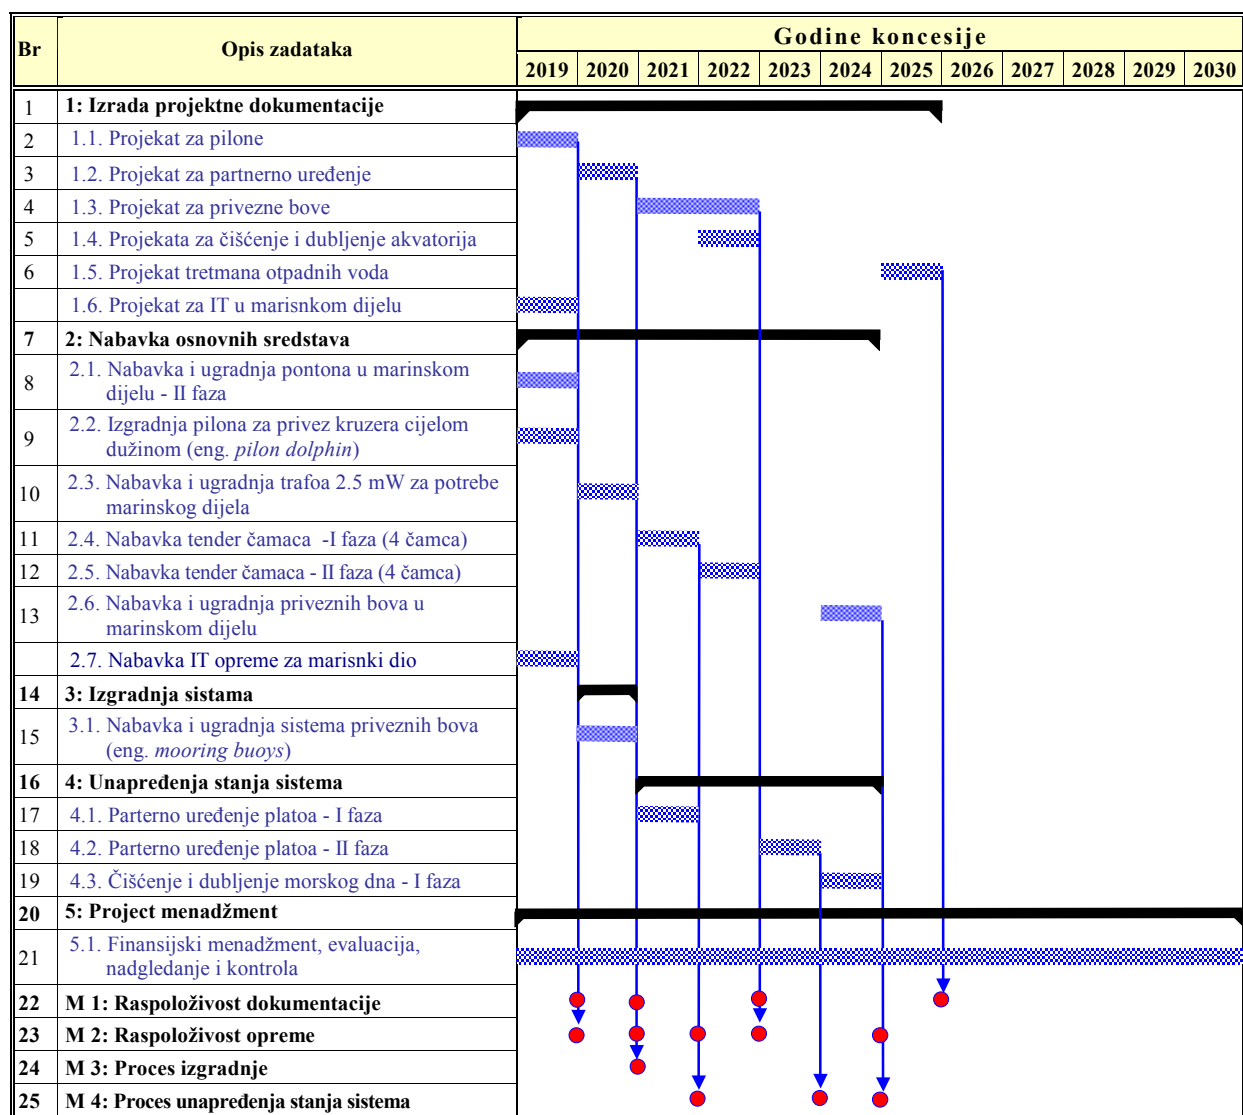 Br
Opis zadataka
Godine koncesije
2019 2020 2021 2022 2023 2024 2025 2026 2027 2028 2029 2030
1 1: Izrada projektne dokumentacije
2 1.1. Projekat za pilone
3 1.2. Projekat za partnerno uređenje
4 1.3. Projekat za privezne bove
5 1.4. Projekata za čišćenje i dubljenje akvatorija
6 1.5. Projekat tretmana otpadnih voda
1.6. Projekat za IT u marisnkom dijelu
7 2: Nabavka osnovnih sredstava
8 2.1. Nabavka i ugradnja pontona u marinskom
dijelu - II faza
9 2.2. Izgradnja pilona za privez kruzera cijelom
dužinom (eng. pilon dolphin)
10 2.3. Nabavka i ugradnja trafoa 2.5 mW za potrebe
marinskog dijela
11 2.4. Nabavka tender čamaca -I faza (4 čamca)
12 2.5. Nabavka tender čamaca - II faza (4 čamca)
13 2.6. Nabavka i ugradnja priveznih bova u
marinskom dijelu
2.7. Nabavka IT opreme za marisnki dio
14 3: Izgradnja sistama
15 3.1. Nabavka i ugradnja sistema priveznih bova
(eng. mooring buoys)
16 4: Unapređenja stanja sistema
17 4.1. Parterno uređenje platoa - I faza
18 4.2. Parterno uređenje platoa - II faza
19 4.3. Čišćenje i dubljenje morskog dna - I faza
20 5: Project menadžment
21 5.1. Finansijski menadžment, evaluacija,
nadgledanje i kontrola
22 M 1: Raspoloživost dokumentacije
23 M 2: Raspoloživost opreme
24 M 3: Proces izgradnje
25 M 4: Proces unapređenja stanja sistema